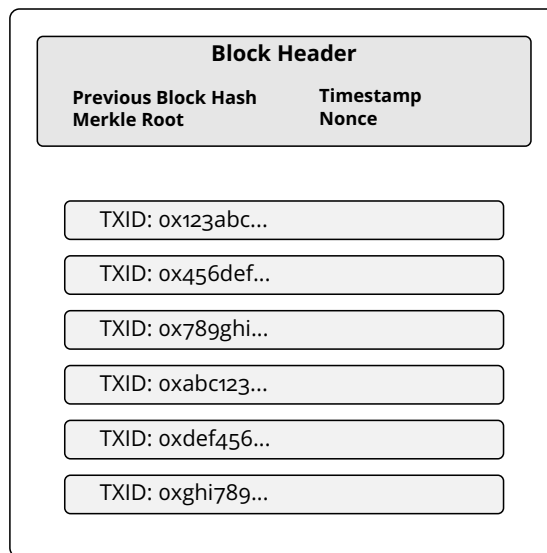 Block Header
Previous Block Hash
Merkle Root
Timestamp
Nonce
TXID: 0x123abc...
TXID: 0x456def...
TXID: 0x789ghi...
TXID: 0xabc123...
TXID: 0xdef456...
TXID: 0xghi789...